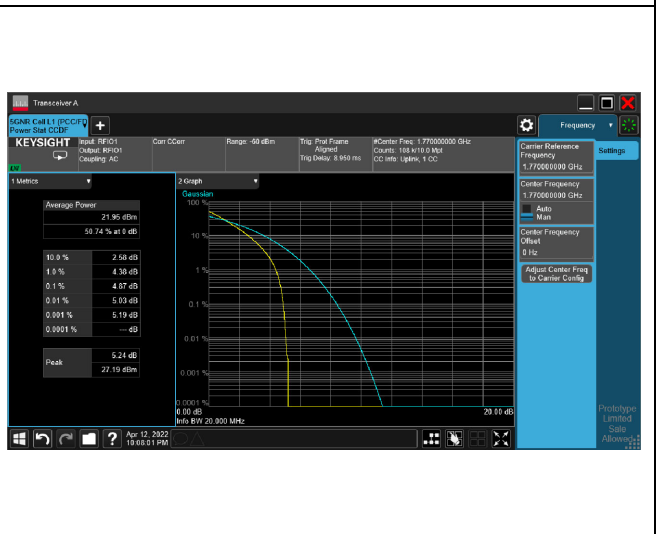 Transceiver A
5GNR Call L1 (PCC/FD
Power Stat CCDF
Frequency
KEYSIGHT
Input: RFIO1
Output: RFIO1
Coupling: AC
Corr CCorr
Range: -60 dBm
Trig: Prot Frame
Aligned
Trig Delay: 8.950 ms
#Center Freq: 1.770000000 GHz
Counts: 108 k/10.0 Mpt
CC Info: Uplink, 1 CC
1 Metrics
Average Power
21.95 dBm
50.74 % at 0 dB
10.0 % 2.58 dB
1.0 % 4.38 dB
0.1 % 4.87 dB
0.01 % 5.03 dB
0.001 % 5.19 dB
0.0001 % --- dB
Peak
5.24 dB
27.19 dBm
2 Graph
Gaussian
100 %
10 %
1 %
0.1 %
0.01 %
0.001 %
0.0001 %
0.00 dB
20.00 dB
Info BW 20.000 MHz
Carrier Reference
Frequency
1.770000000 GHz
Center Frequency
1.770000000 GHz
Auto
Man
Center Frequency
Offset
0 Hz
Adjust Center Freq
to Carrier Config
Settings
Prototype
Limited
Sale
Allowed
Apr 12, 2022
10:08:01 PM